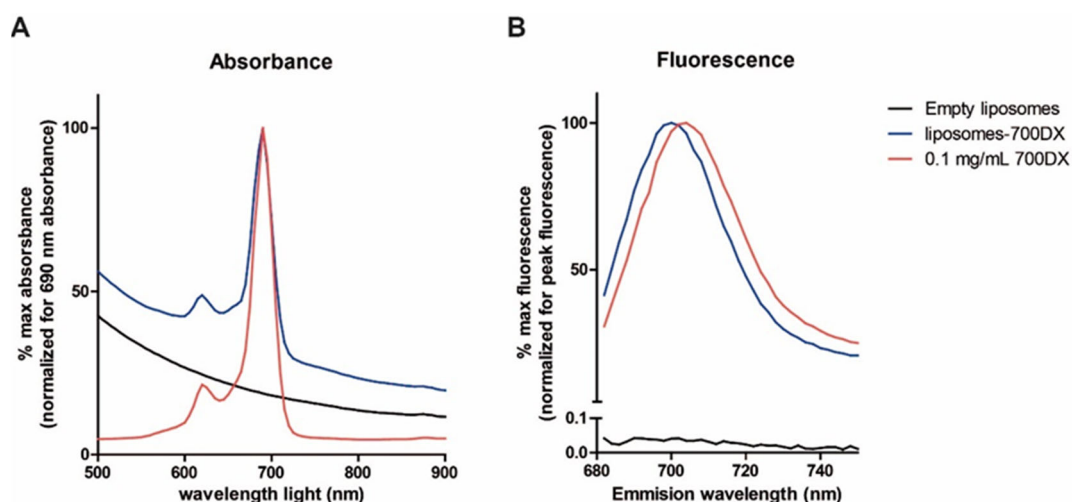 A
Absorbance
% max absorsbance
(normalized for 690 nm absorbance)
100
50
0
500
600
700
800
900
wavelength light (nm)
B
Fluorescence
% max fluorescence
(normalized for peak fluorescence)
100
50
0.1
0.0
680
700
720
740
Emmision wavelength (nm)
Empty liposomes
liposomes-700DX
0.1 mg/mL 700DX